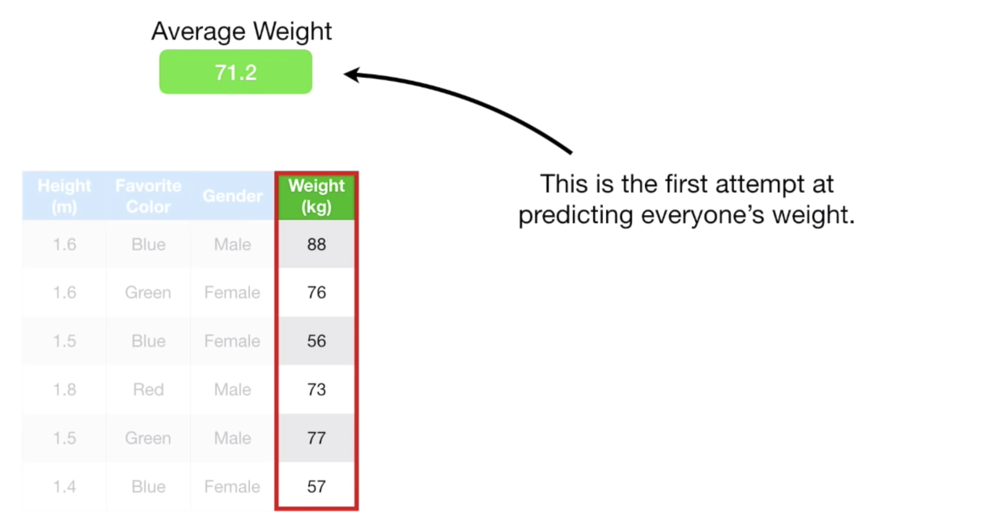 Average Weight
71.2
This is the first attempt at
predicting everyone's weight.
Height (m) Favorite Color Gender Weight (kg)
1.6 Blue Male 88
1.6 Green Female 76
1.5 Blue Female 56
1.8 Red Male 73
1.5 Green Male 77
1.4 Blue Female 57